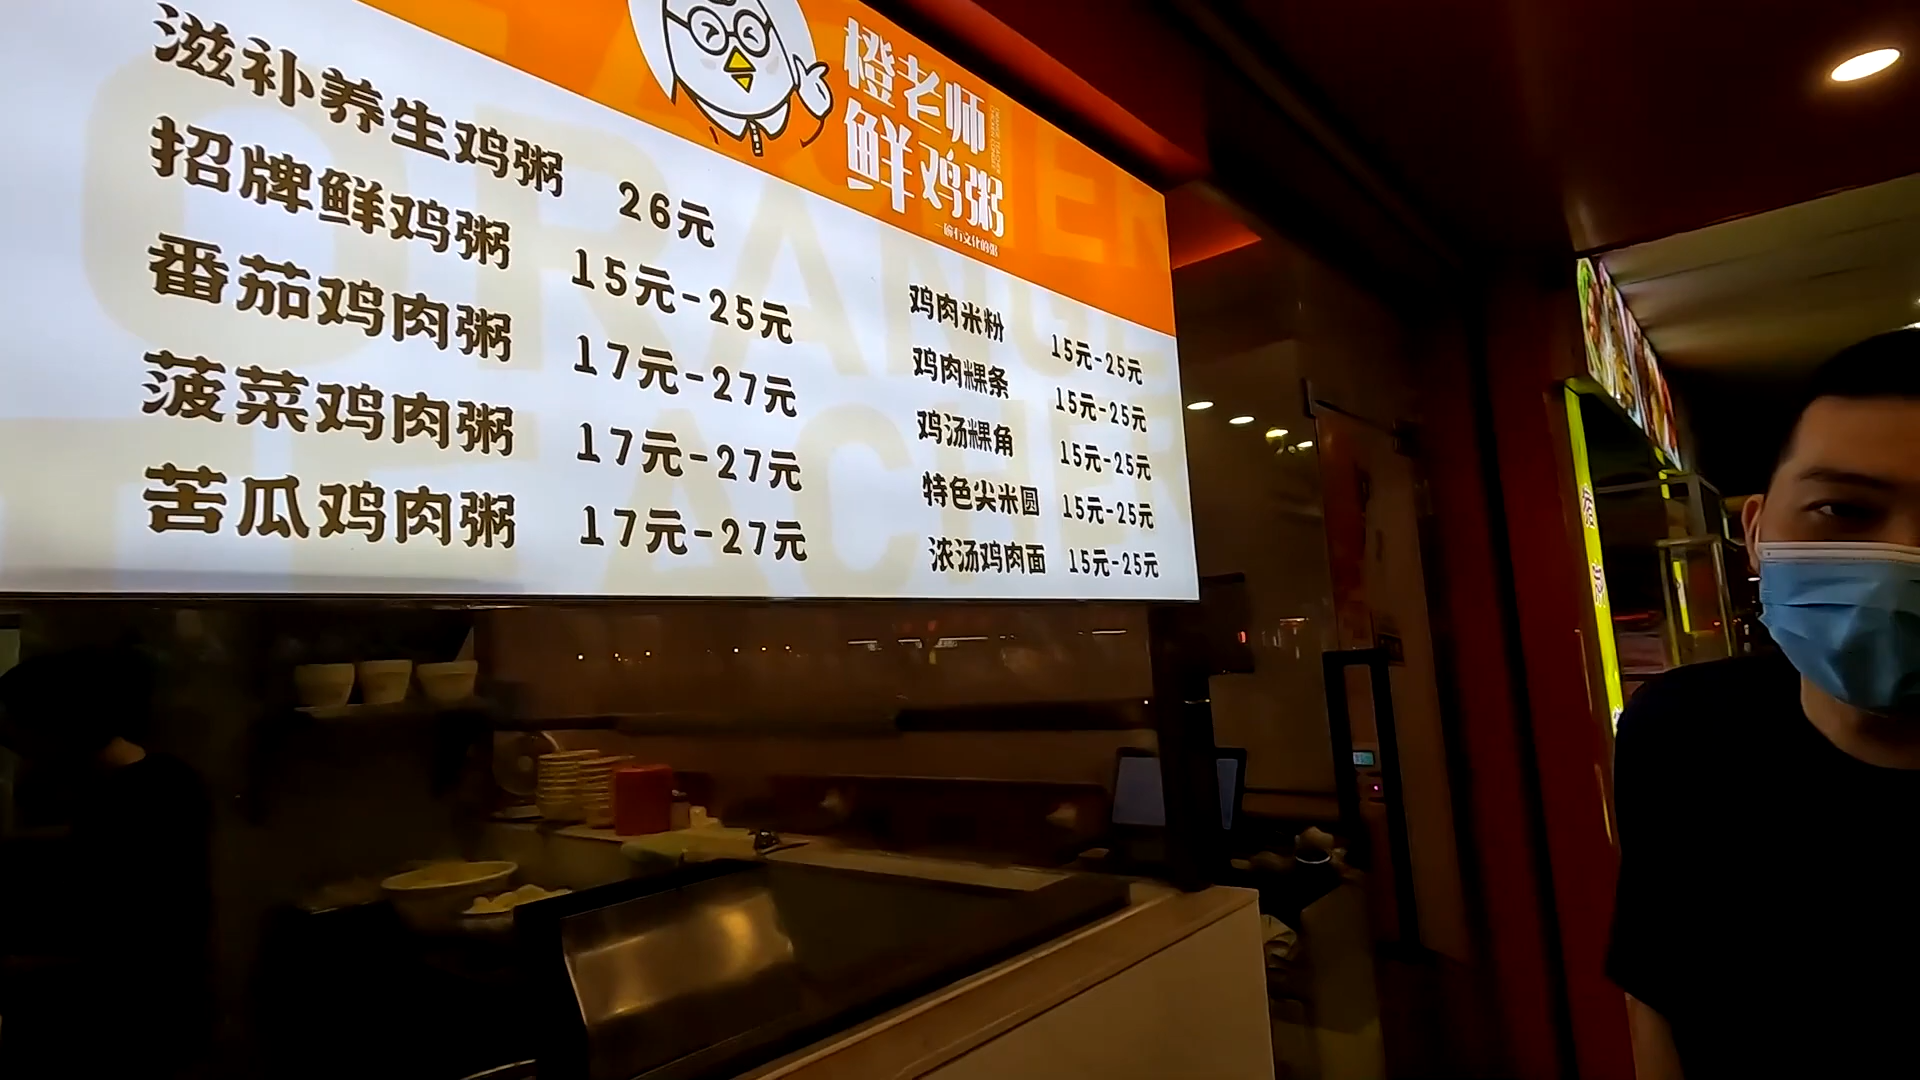 橙老师
鲜鸡粥
滋补养生鸡粥 26元
招牌鲜鸡粥 15元-25元
番茄鸡肉粥 17元-27元
菠菜鸡肉粥 17元-27元
苦瓜鸡肉粥 17元-27元
鸡肉米粉 15元-25元
鸡肉粿条 15元-25元
鸡汤粿角 15元-25元
特色尖米圆 15元-25元
浓汤鸡肉面 15元-25元
ORANGE
TEACHER